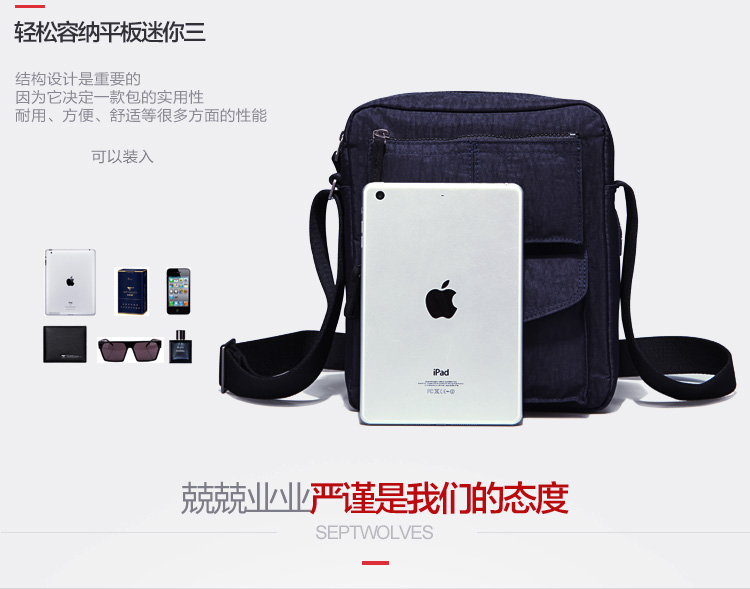 轻松容纳平板迷你三
结构设计是重要的
因为它决定一款包的实用性
耐用、方便、舒适等很多方面的性能
可以装入
iPad
兢兢业业严谨是我们的态度
SEPTWOLVES